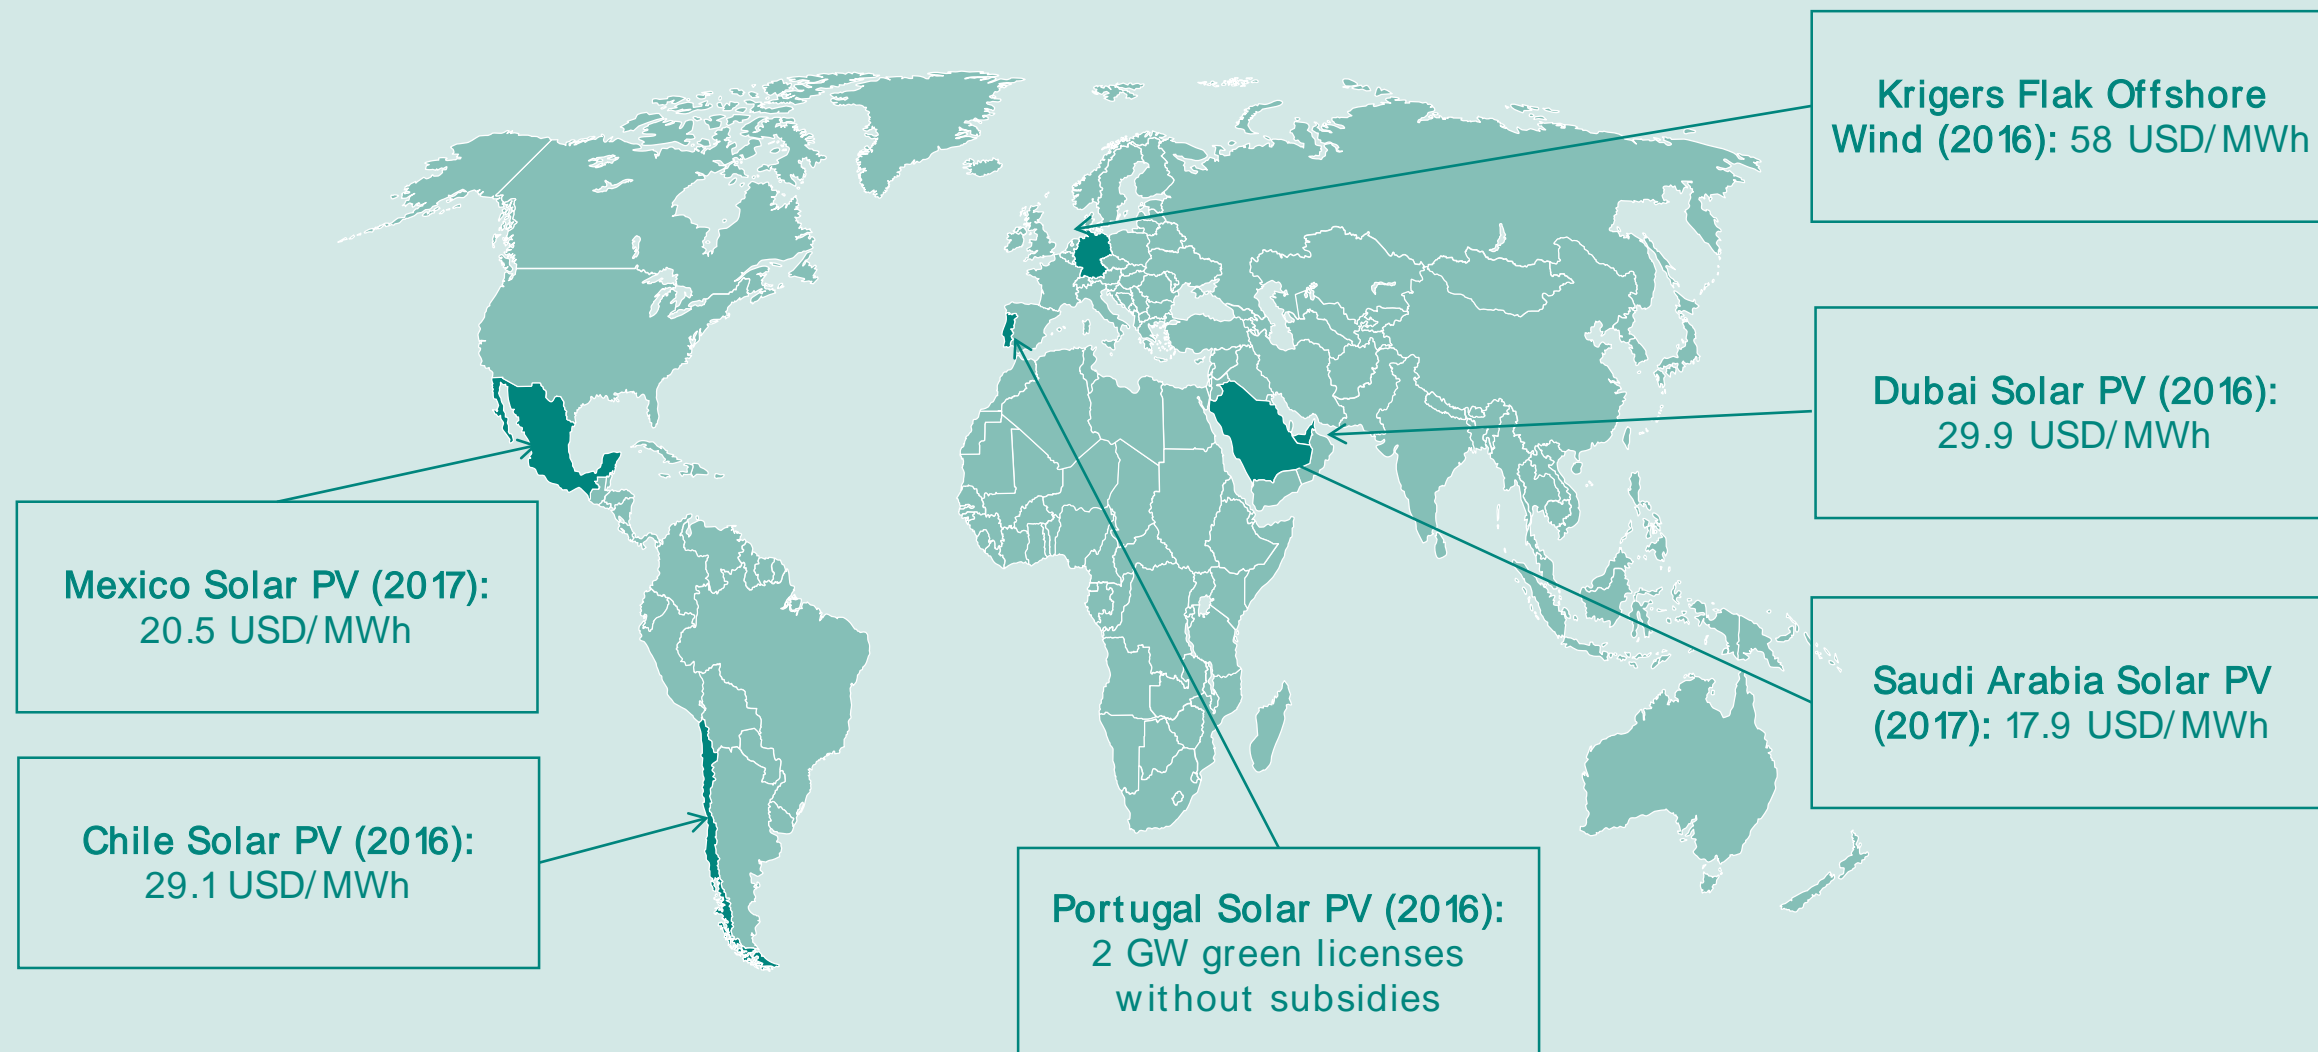 Krigers Flak Offshore
Wind (2016): 58 USD/MWh
Dubai Solar PV (2016):
29.9 USD/MWh
Mexico Solar PV (2017):
20.5 USD/MWh
Saudi Arabia Solar PV
(2017): 17.9 USD/MWh
Chile Solar PV (2016):
29.1 USD/MWh
Portugal Solar PV (2016):
2 GW green licenses
without subsidies